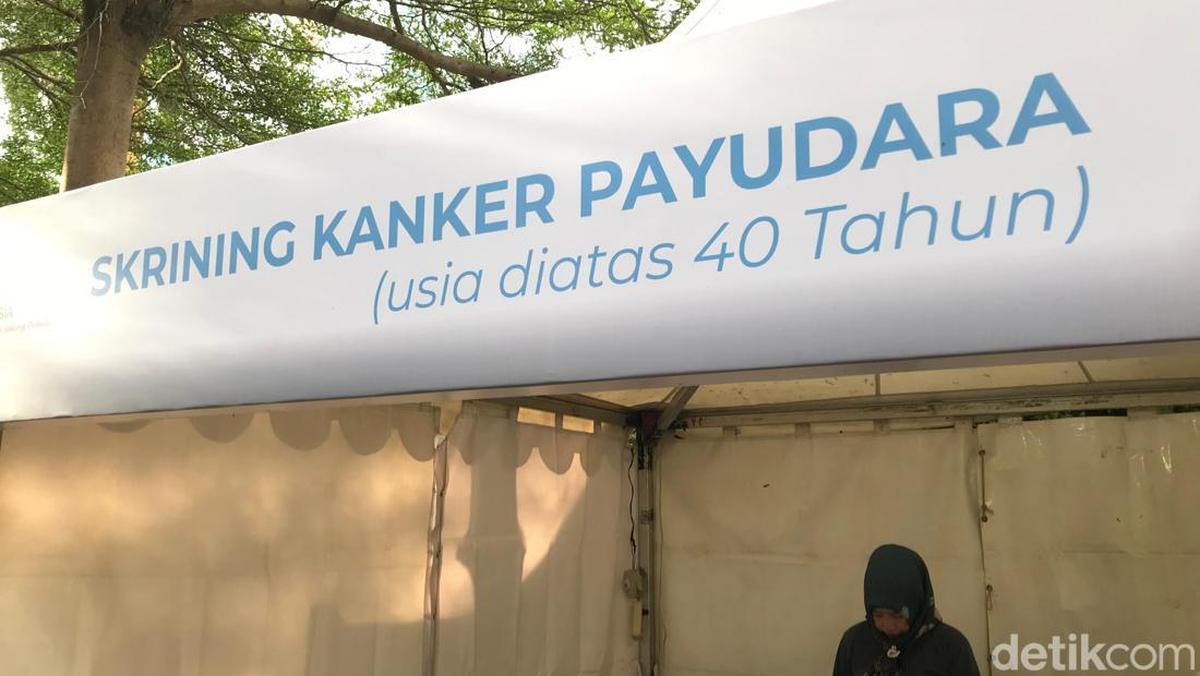 SKRINING KANKER PAYUDARA
(usia diatas 40 Tahun)
detikcom